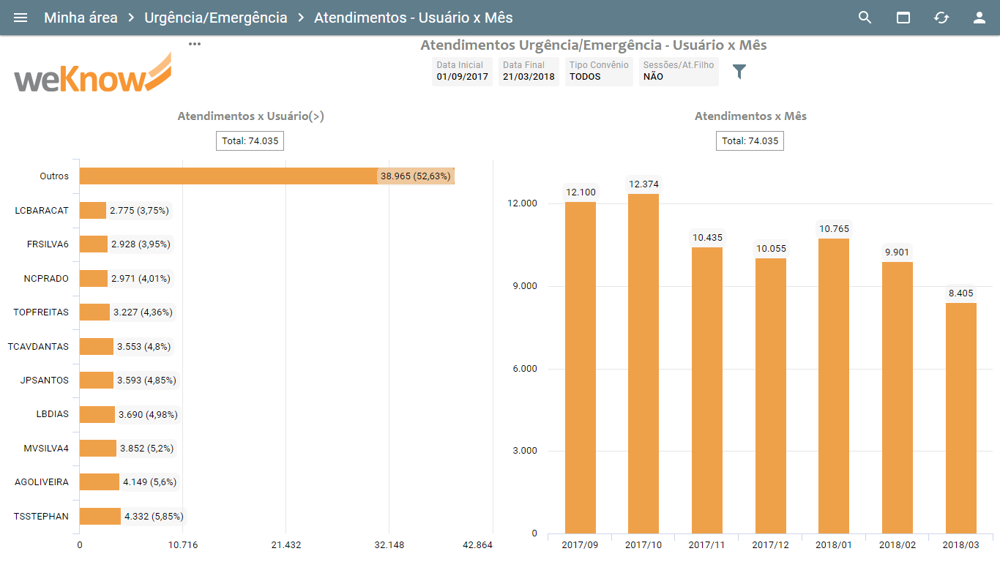 Minha área > Urgência/Emergência > Atendimentos - Usuário x Mês
weKnow
Atendimentos Urgência/Emergência - Usuário x Mês
Data Inicial
01/09/2017
Data Final
21/03/2018
Tipo Convênio
TODOS
Sessões/At.Filho
NÃO
Atendimentos x Usuário(>)
Total: 74.035
Outros 38.965 (52,63%)
LCBARACAT 2.775 (3,75%)
FRSILVA6 2.928 (3,95%)
NCPRADO 2.971 (4,01%)
TOPFREITAS 3.227 (4,36%)
TCAVDANTAS 3.553 (4,8%)
JPSANTOS 3.593 (4,85%)
LBDIAS 3.690 (4,98%)
MVSILVA4 3.852 (5,2%)
AGOLIVEIRA 4.149 (5,6%)
TSSTEPHAN 4.332 (5,85%)
0 10.716 21.432 32.148 42.864
Atendimentos x Mês
Total: 74.035
12.000
9.000
6.000
3.000
0
12.100
12.374
10.435
10.055
10.765
9.901
8.405
2017/09 2017/10 2017/11 2017/12 2018/01 2018/02 2018/03